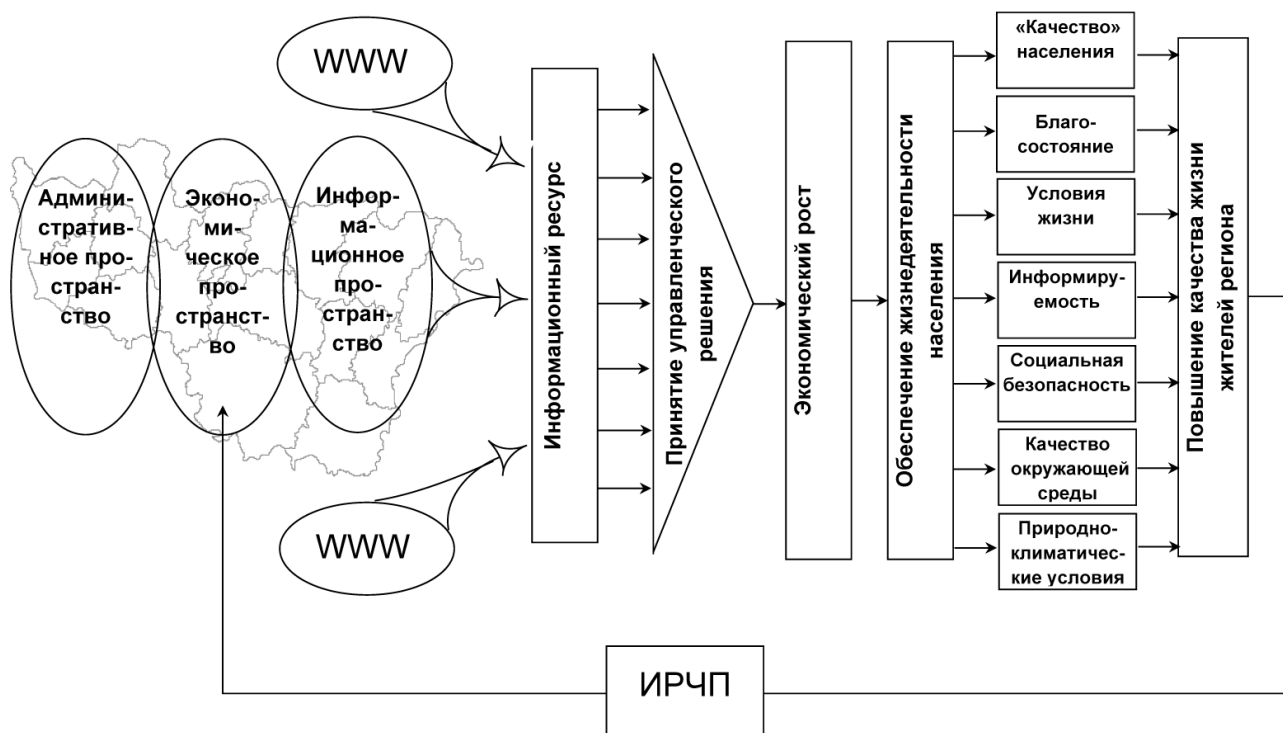 WWW
Админи-
стратив-
ное про-
стран-
ство
Эконо-
ми-
ческое
про-
странст-
во
Инфор-
ма-
ционное
про-
стран-
ство
WWW
Информационный ресурс
Принятие управленческого
решения
Экономический рост
Обеспечение жизнедеятельности
населения
«Качество»
населения
Благо-
состояние
Условия
жизни
Информиру-
емость
Социальная
безопасность
Качество
окружающей
среды
Природно-
климатичес-
кие условия
Повышение качества жизни
жителей региона
ИРЧП